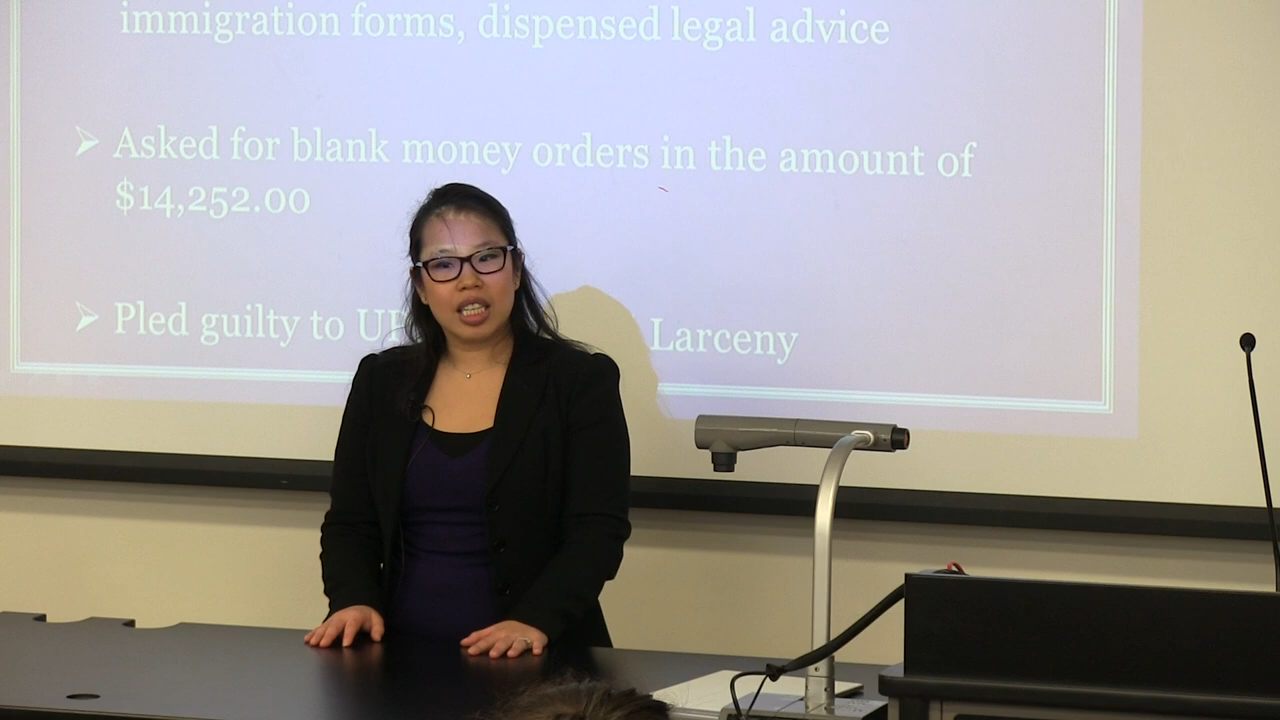 immigration forms, dispensed legal advice
Asked for blank money orders in the amount of
$14,252.00
Pled guilty to Larceny